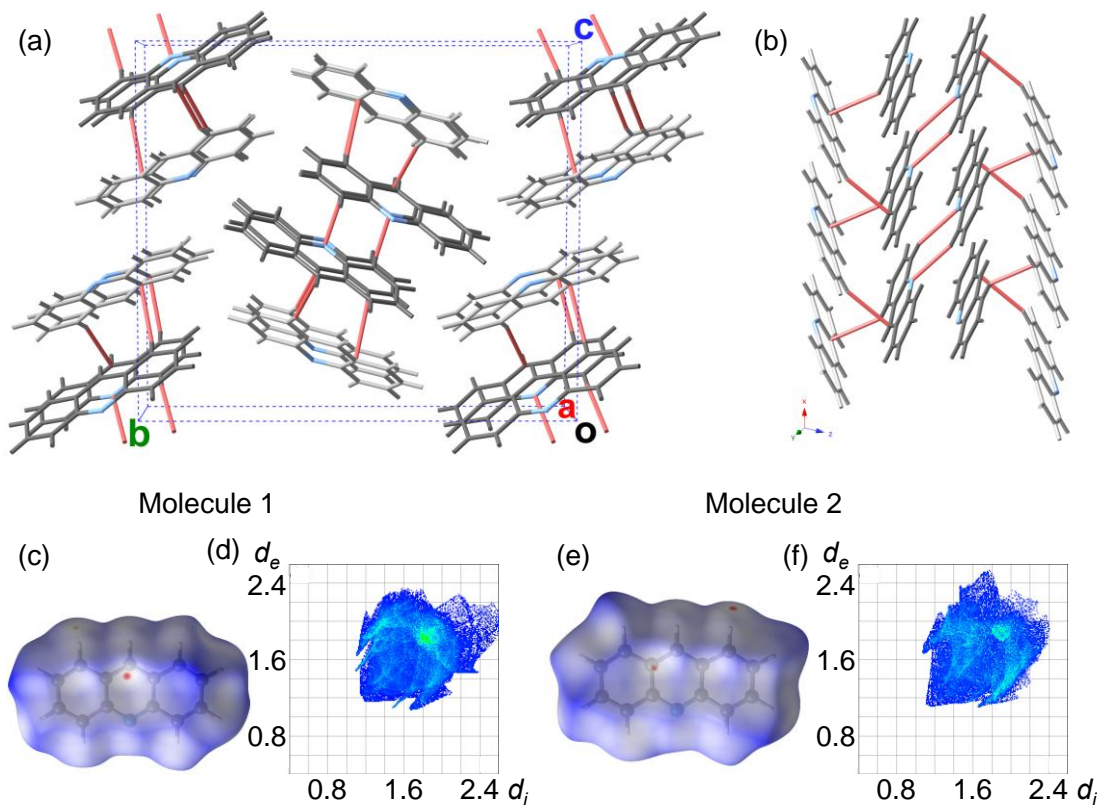 (a)
c
(b)
b
a
o
x
y
z
Molecule 1
Molecule 2
(c)
(d)
de
2.4
1.6
0.8
0.8 1.6 2.4 di
(e)
(f)
de
2.4
1.6
0.8
0.8 1.6 2.4 di